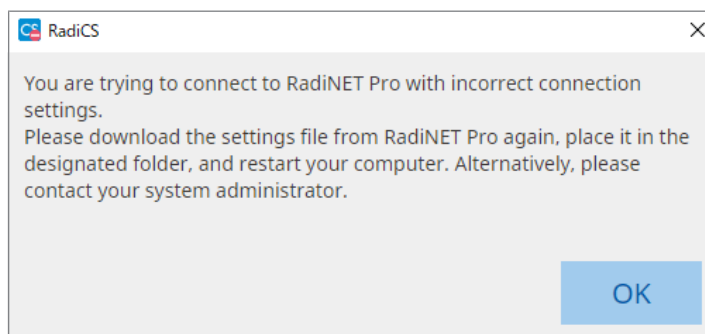 CS RadiCS
You are trying to connect to RadiNET Pro with incorrect connection
settings.
Please download the settings file from RadiNET Pro again, place it in the
designated folder, and restart your computer. Alternatively, please
contact your system administrator.
OK